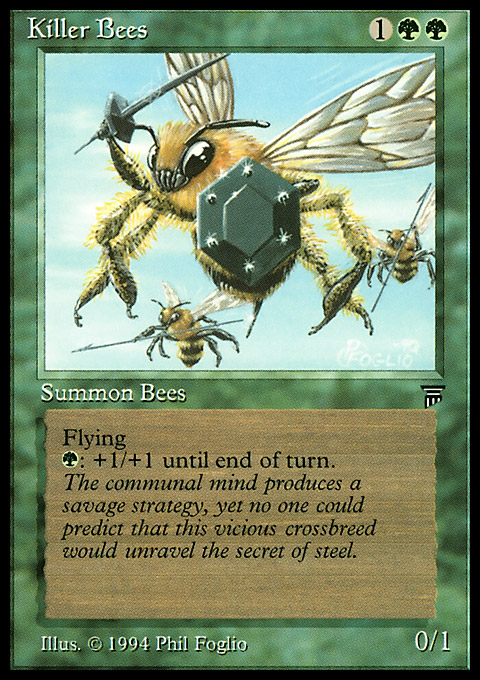 Killer Bees
1
FOGLIO
Summon Bees
Flying
: +1/+1 until end of turn.
The communal mind produces a
savage strategy, yet no one could
predict that this vicious crossbreed
would unravel the secret of steel.
Illus. © 1994 Phil Foglio
0/1